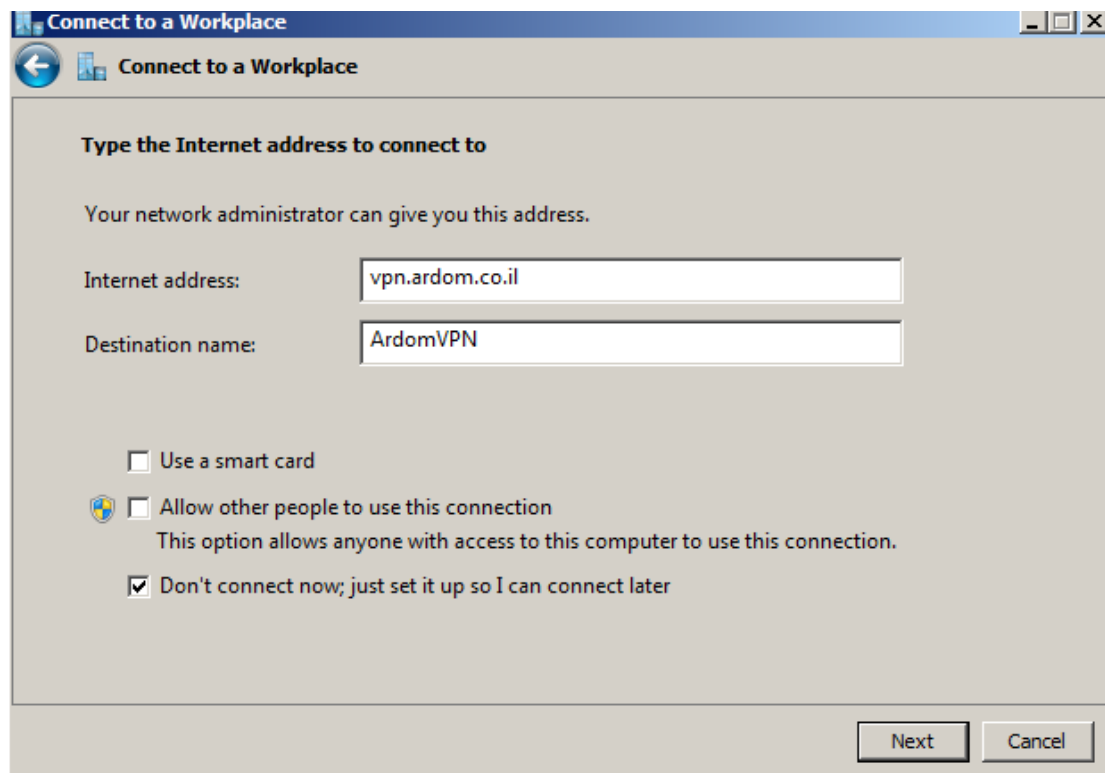 Connect to a Workplace
Connect to a Workplace
Type the Internet address to connect to
Your network administrator can give you this address.
Internet address: vpn.ardom.co.il
Destination name: ArdomVPN
Use a smart card
Allow other people to use this connection
This option allows anyone with access to this computer to use this connection.
Don't connect now; just set it up so I can connect later
Next Cancel